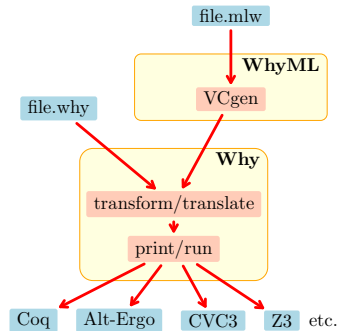 file.mlw
WhyML
VCgen
file.why
Why
transform/translate
print/run
Coq Alt-Ergo CVC3 Z3 etc.